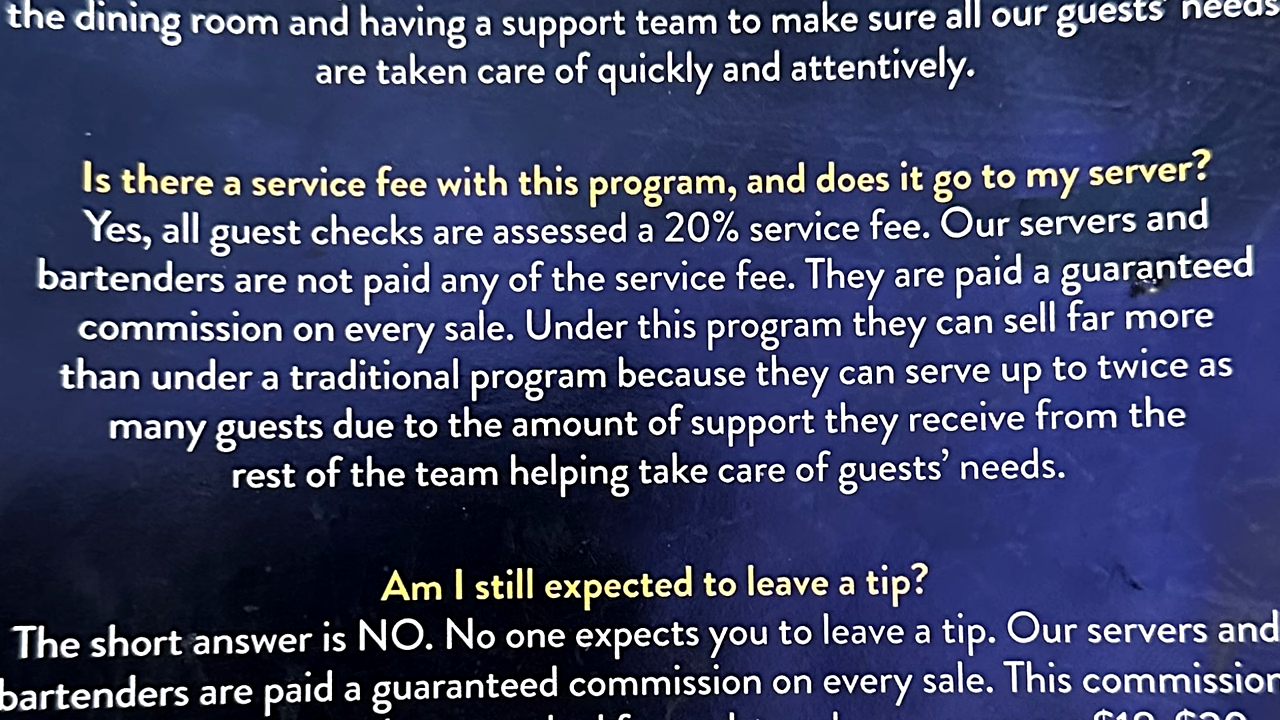 the dining room and having a support team to make sure all our guests' needs
are taken care of quickly and attentively.
Is there a service fee with this program, and does it go to my server?
Yes, all guest checks are assessed a 20% service fee. Our servers and
bartenders are not paid any of the service fee. They are paid a guaranteed
commission on every sale. Under this program they can sell far more
than under a traditional program because they can serve up to twice as
many guests due to the amount of support they receive from the
rest of the team helping take care of guests’ needs.
Am I still expected to leave a tip?
The short answer is NO. No one expects you to leave a tip. Our servers and
bartenders are paid a guaranteed commission on every sale. This commission